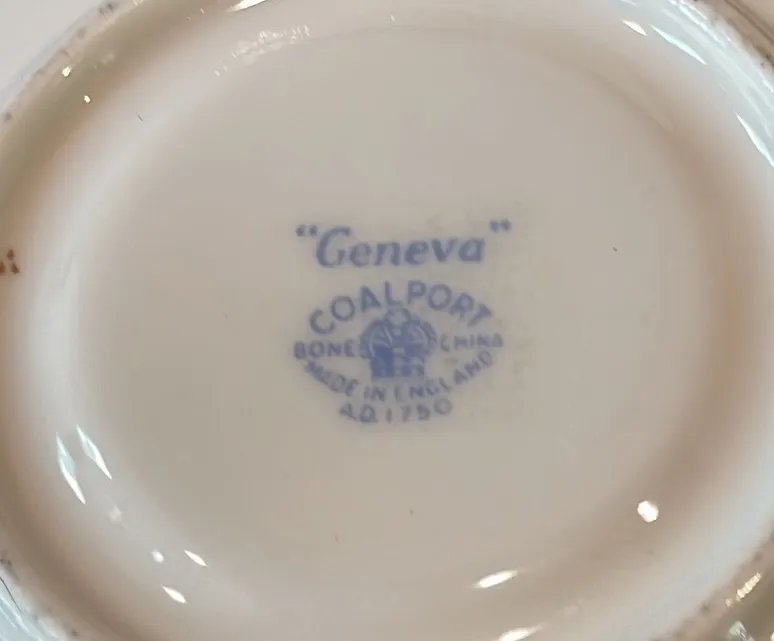 "Geneva"
COALPORT
BONE CHINA
MADE IN ENGLAND
A.D. 1750